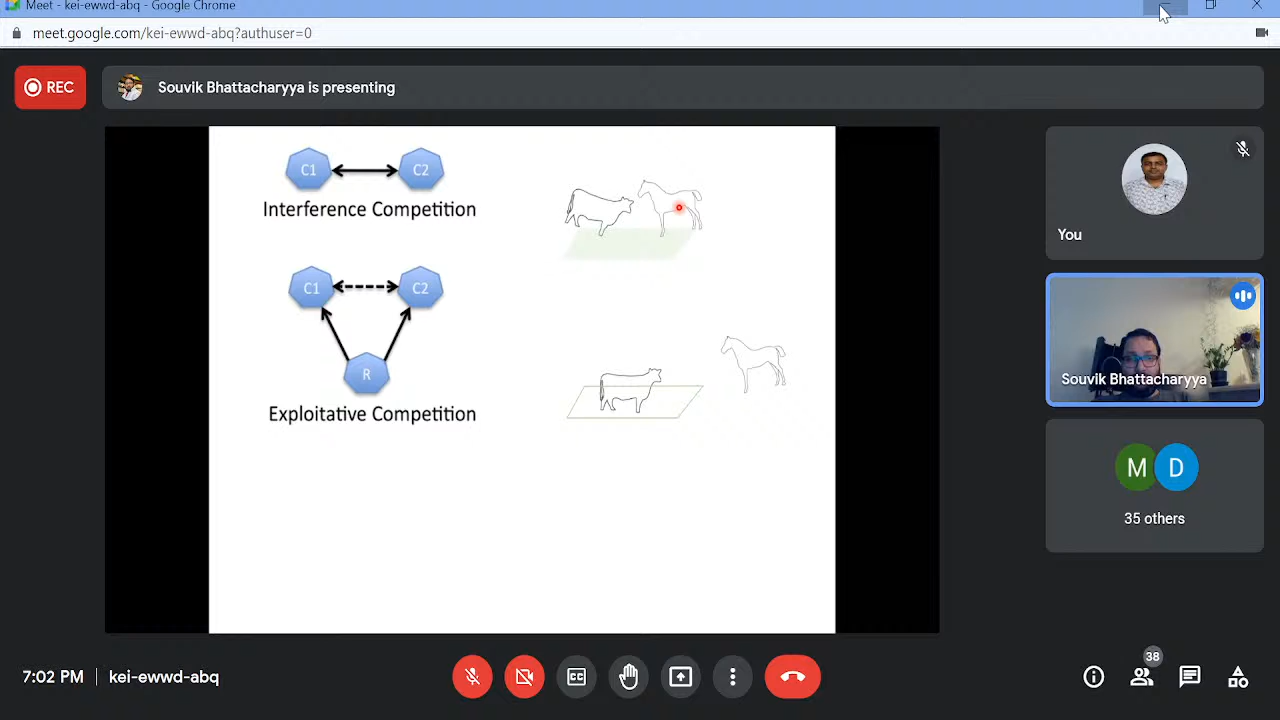 Meet - kei-ewwd-abq - Google Chrome
meet.google.com/kei-ewwd-abq?authuser=0
REC
Souvik Bhattacharyya is presenting
C1
C2
Interference Competition
C1
C2
R
Exploitative Competition
You
Souvik Bhattacharyya
M
D
35 others
7:02 PM
kei-ewwd-abq
CC
38